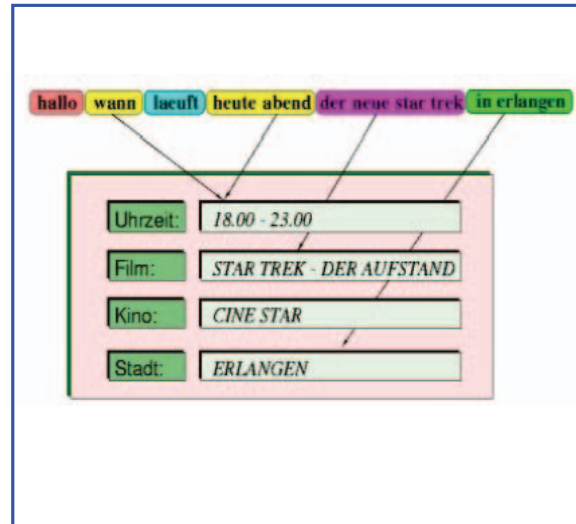 hallo wann laeuft heute abend der neue star trek in erlangen
Uhrzeit: 18.00 - 23.00
Film: STAR TREK - DER AUFSTAND
Kino: CINE STAR
Stadt: ERLANGEN